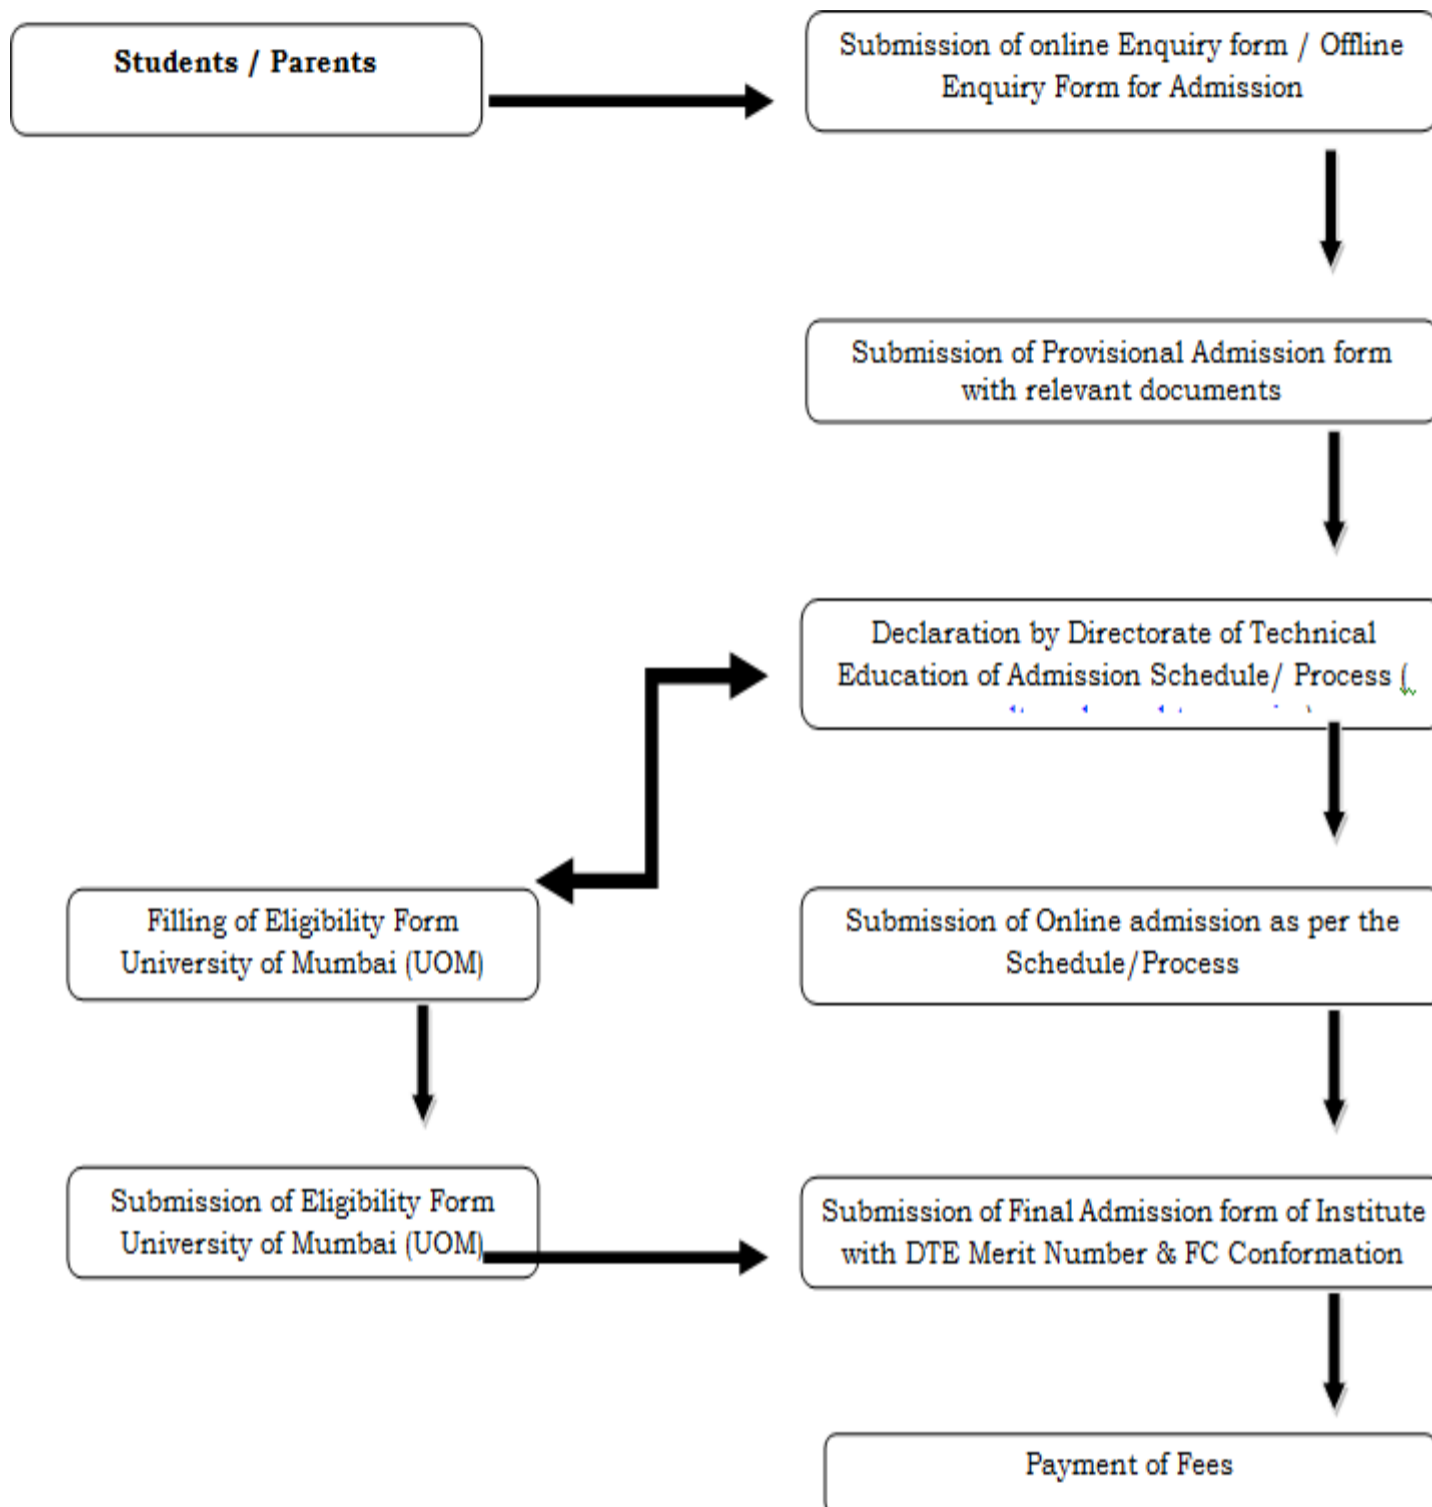 Students / Parents
Submission of online Enquiry form / Offline
Enquiry Form for Admission
Submission of Provisional Admission form
with relevant documents
Declaration by Directorate of Technical
Education of Admission Schedule/ Process (
Filling of Eligibility Form
University of Mumbai (UOM)
Submission of Online admission as per the
Schedule/Process
Submission of Eligibility Form
University of Mumbai (UOM)
Submission of Final Admission form of Institute
with DTE Merit Number & FC Conformation
Payment of Fees